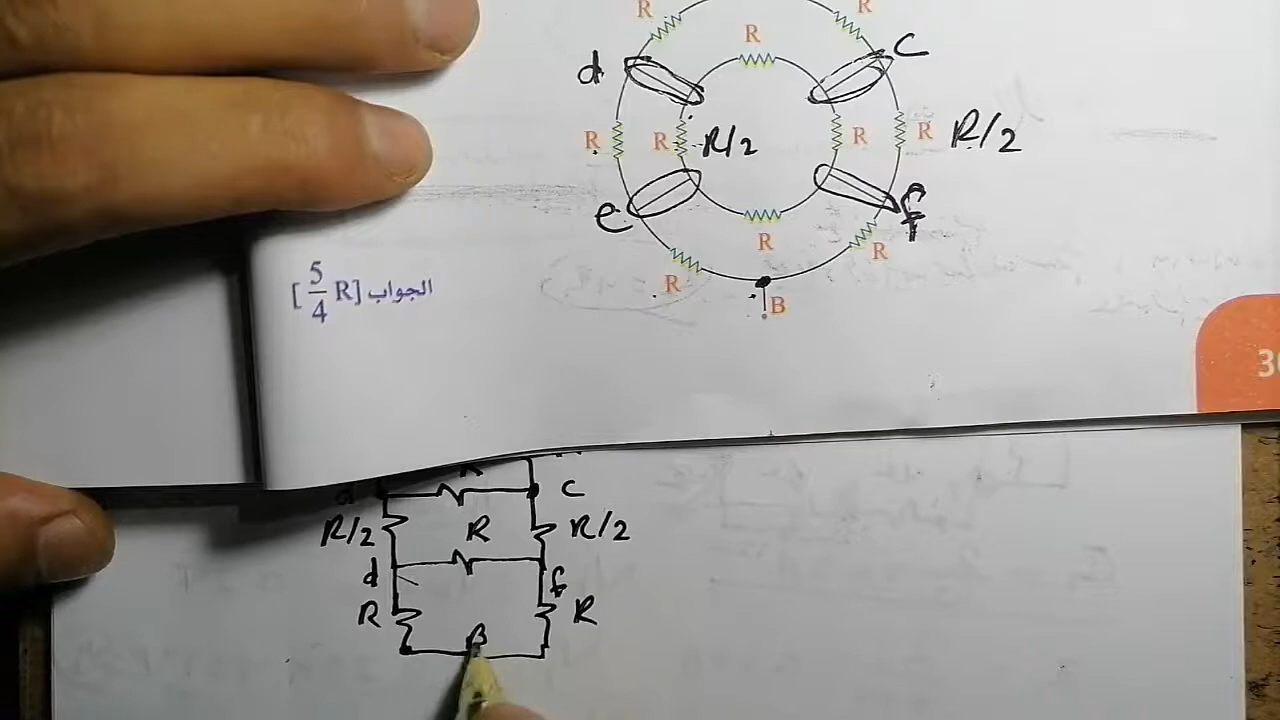 R R
R
d c
R R R/2 R R R/2
e f
R
R R
B
[5/4 R] الجواب
c
R/2 R R/2
d f
R R
B